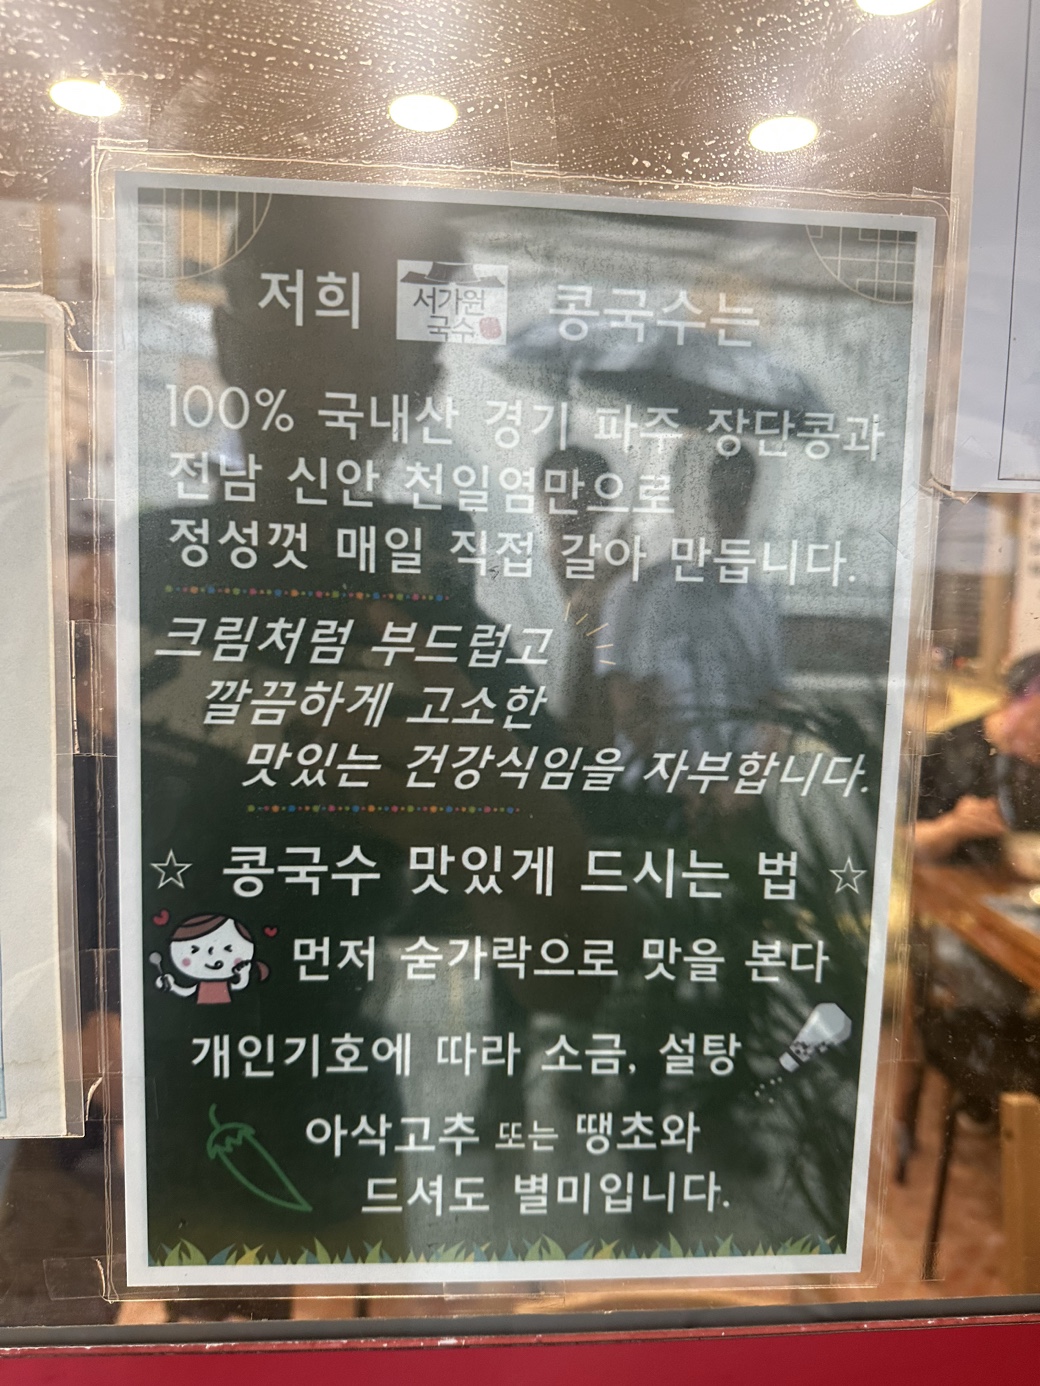 저희 서가원 국수 콩국수는
100% 국내산 경기 파주 장단콩과
전남 신안 천일염만으로
정성껏 매일 직접 갈아 만듭니다.
크림처럼 부드럽고
깔끔하게 고소한
맛있는 건강식임을 자부합니다.
☆ 콩국수 맛있게 드시는 법 ☆
먼저 숟가락으로 맛을 본다
개인기호에 따라 소금, 설탕
아삭고추 또는 땡초와
드셔도 별미입니다.